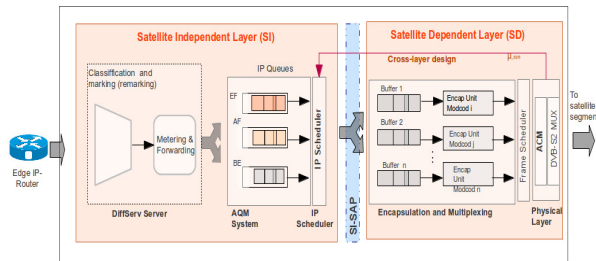 Satellite Independent Layer (SI)
Satellite Dependent Layer (SD)
Cross-layer design
Classiffication and
marking (remarking)
IP Queues
EF
AF
BE
Metering &
Forwarding
IP Scheduler
Edge IP-
Router
DiffServ Server
AQM
System
IP
Scheduler
SI-SAP
Buffer 1
Encap Unit
Modcod i
Buffer 2
Encap Unit
Modcod j
Buffer n
Encap
Unit
Modcod n
Frame Scheduler
ACM
DVB-S2 MUX
Encapsulation and Multiplexing
Physical
Layer
To
satellite
segmen